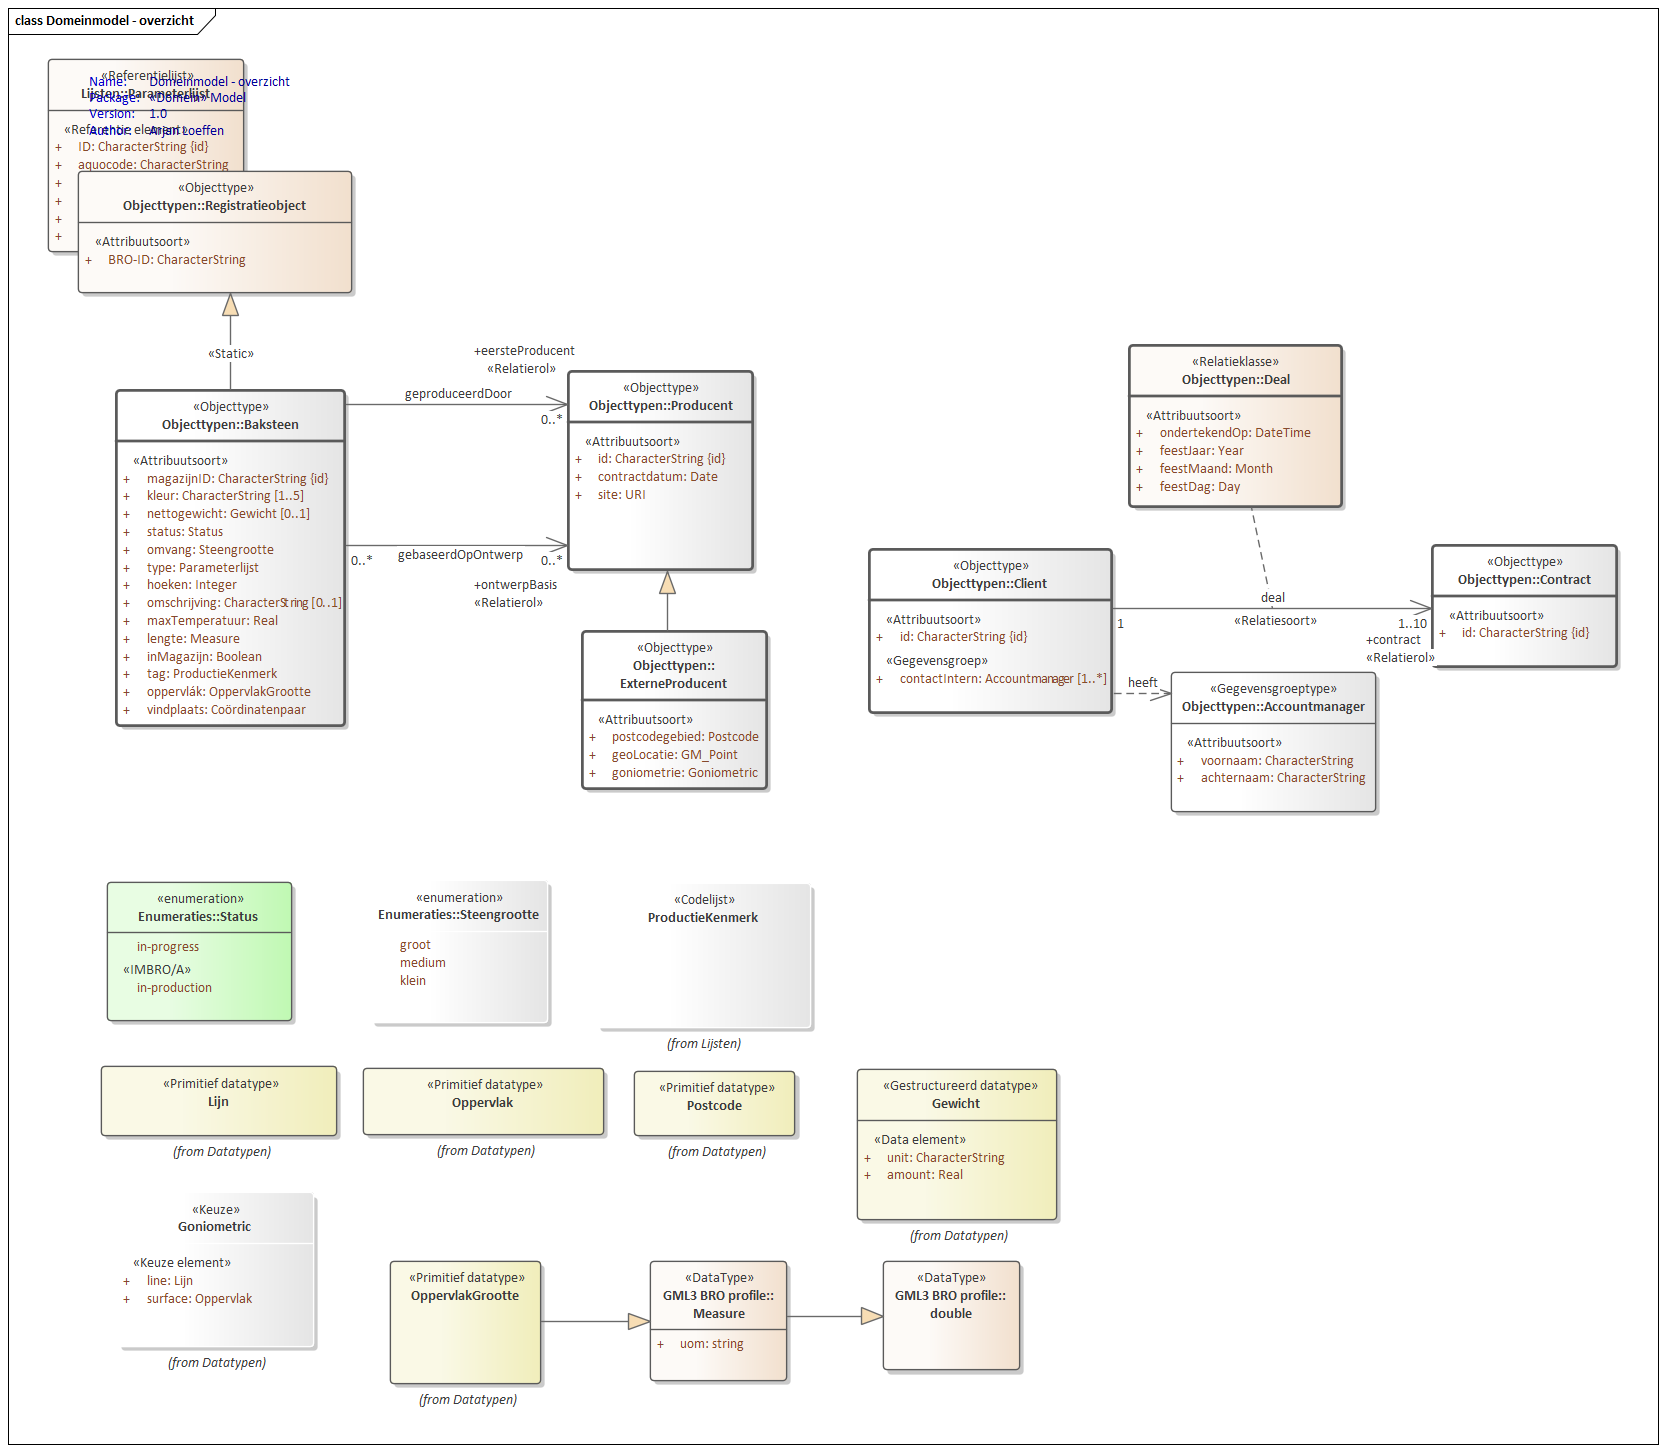 class Domeinmodel - overzicht
«Referentielijst»
Lijsten::Parameterlijst
Name: Domeinmodel - overzicht
Package: «Domein» Model
Version: 1.0
Author: Arjan Loeffen
«Referentie element»
+ ID: CharacterString {id}
+ aquocode: CharacterString
+
+
+
+
«Objecttype»
Objecttypen::Registratieobject
«Attribuutsoort»
+ BRO-ID: CharacterString
«Static»
«Objecttype»
Objecttypen::Baksteen
«Attribuutsoort»
+ magazijnID: CharacterString {id}
+ kleur: CharacterString [1..5]
+ nettogewicht: Gewicht [0..1]
+ status: Status
+ omvang: Steengrootte
+ type: Parameterlijst
+ hoeken: Integer
+ omschrijving: CharacterString [0..1]
+ maxTemperatuur: Real
+ lengte: Measure
+ inMagazijn: Boolean
+ tag: ProductieKenmerk
+ oppervlák: OppervlakGrootte
+ vindplaats: Coördinatenpaar
+eersteProducent
«Relatierol»
geproduceerdDoor
0..*
gebaseerdOpOntwerp
0..*
0..*
+ontwerpBasis
«Relatierol»
«Objecttype»
Objecttypen::Producent
«Attribuutsoort»
+ id: CharacterString {id}
+ contractdatum: Date
+ site: URI
«Objecttype»
Objecttypen::
ExterneProducent
«Attribuutsoort»
+ postcodegebied: Postcode
+ geoLocatie: GM_Point
+ goniometrie: Goniometric
«Relatieklasse»
Objecttypen::Deal
«Attribuutsoort»
+ ondertekendOp: DateTime
+ feestJaar: Year
+ feestMaand: Month
+ feestDag: Day
«Objecttype»
Objecttypen::Client
«Attribuutsoort»
+ id: CharacterString {id}
«Gegevensgroep»
+ contactIntern: Accountmanager [1..*]
deal
«Relatiesoort»
1
1..10
+contract
«Relatierol»
«Objecttype»
Objecttypen::Contract
«Attribuutsoort»
+ id: CharacterString {id}
heeft
«Gegevensgroeptype»
Objecttypen::Accountmanager
«Attribuutsoort»
+ voornaam: CharacterString
+ achternaam: CharacterString
«enumeration»
Enumeraties::Status
in-progress
«IMBRO/A»
in-production
«enumeration»
Enumeraties::Steengrootte
groot
medium
klein
«Codelijst»
ProductieKenmerk
(from Lijsten)
«Primitief datatype»
Lijn
(from Datatypen)
«Primitief datatype»
Oppervlak
(from Datatypen)
«Primitief datatype»
Postcode
(from Datatypen)
«Gestructureerd datatype»
Gewicht
«Data element»
+ unit: CharacterString
+ amount: Real
(from Datatypen)
«Keuze»
Goniometric
«Keuze element»
+ line: Lijn
+ surface: Oppervlak
(from Datatypen)
«Primitief datatype»
OppervlakGrootte
(from Datatypen)
«DataType»
GML3 BRO profile::
Measure
+ uom: string
«DataType»
GML3 BRO profile::
double